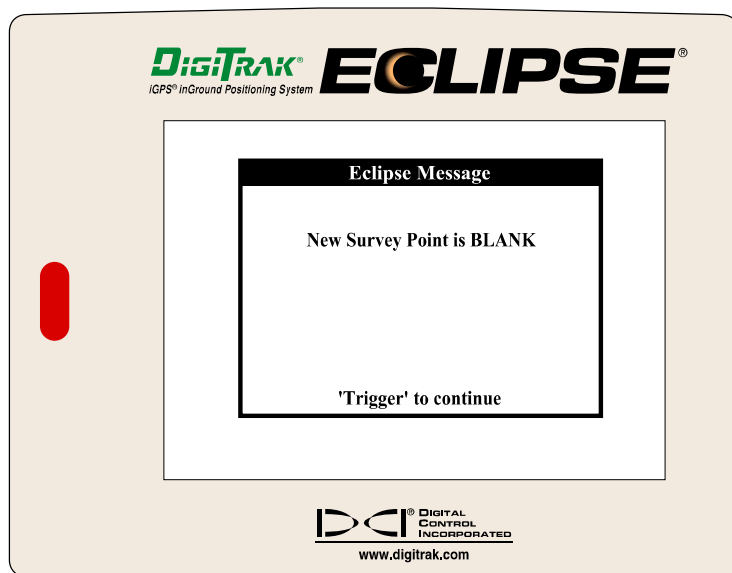 DIGITRAK® ECLIPSE®
iGPS® inGround Positioning System
Eclipse Message
New Survey Point is BLANK
'Trigger' to continue
DCI® DIGITAL
CONTROL
INCORPORATED
www.digitrak.com